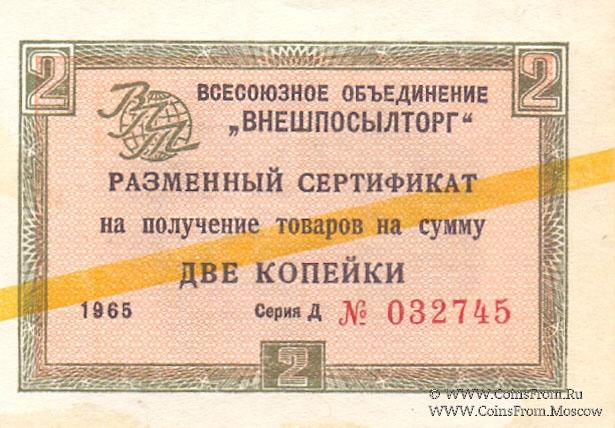 2 2
ВПТ
ВСЕСОЮЗНОЕ ОБЪЕДИНЕНИЕ
„ВНЕШПОСЫЛТОРГ“
РАЗМЕННЫЙ СЕРТИФИКАТ
на получение товаров на сумму
ДВЕ КОПЕЙКИ
1965 Серия Д № 032745
2
© www.CoinsFrom.Ru
www.CoinsFrom.Moscow